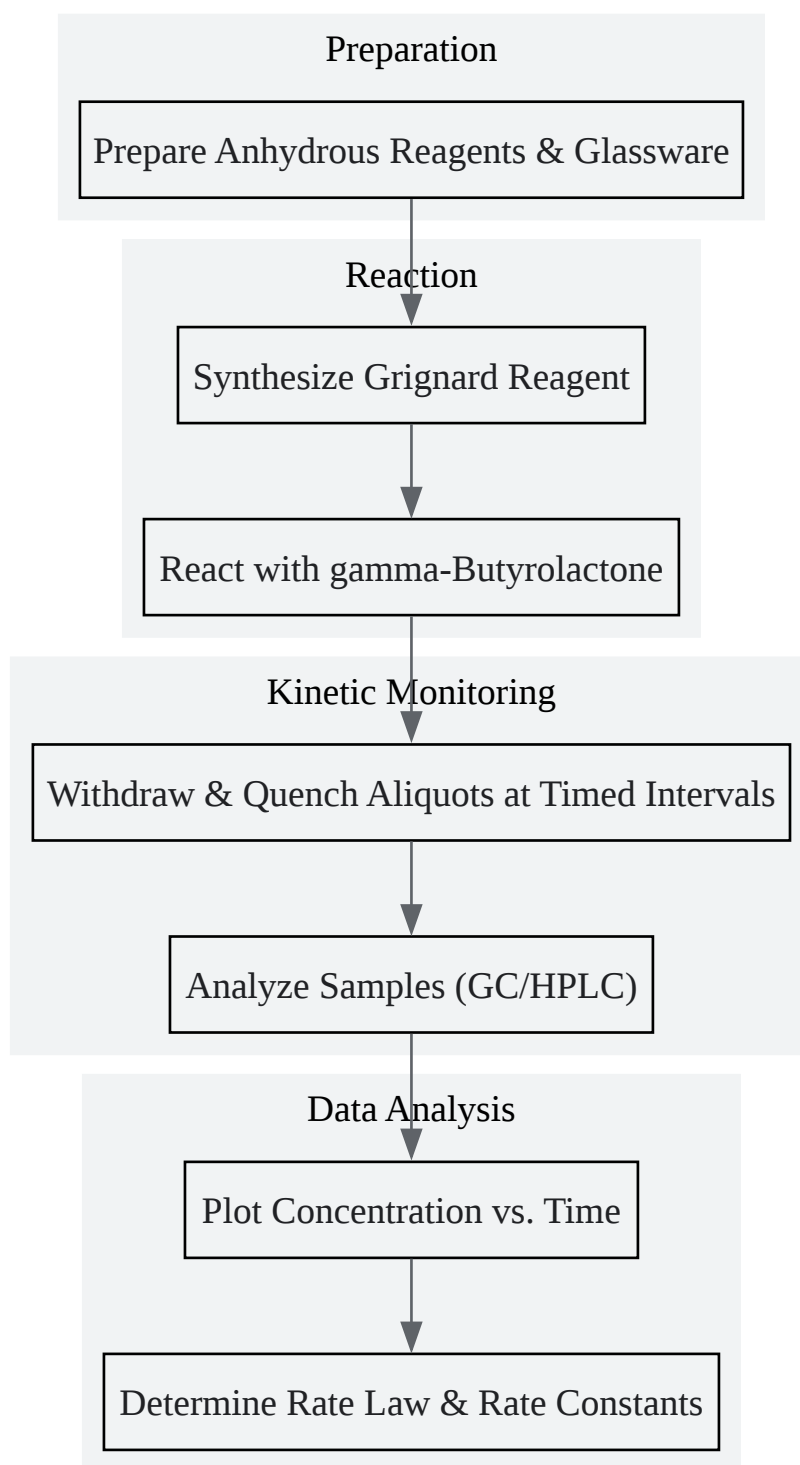 Preparation
Prepare Anhydrous Reagents & Glassware
Reaction
Synthesize Grignard Reagent
React with gamma-Butyrolactone
Kinetic Monitoring
Withdraw & Quench Aliquots at Timed Intervals
Analyze Samples (GC/HPLC)
Data Analysis
Plot Concentration vs. Time
Determine Rate Law & Rate Constants